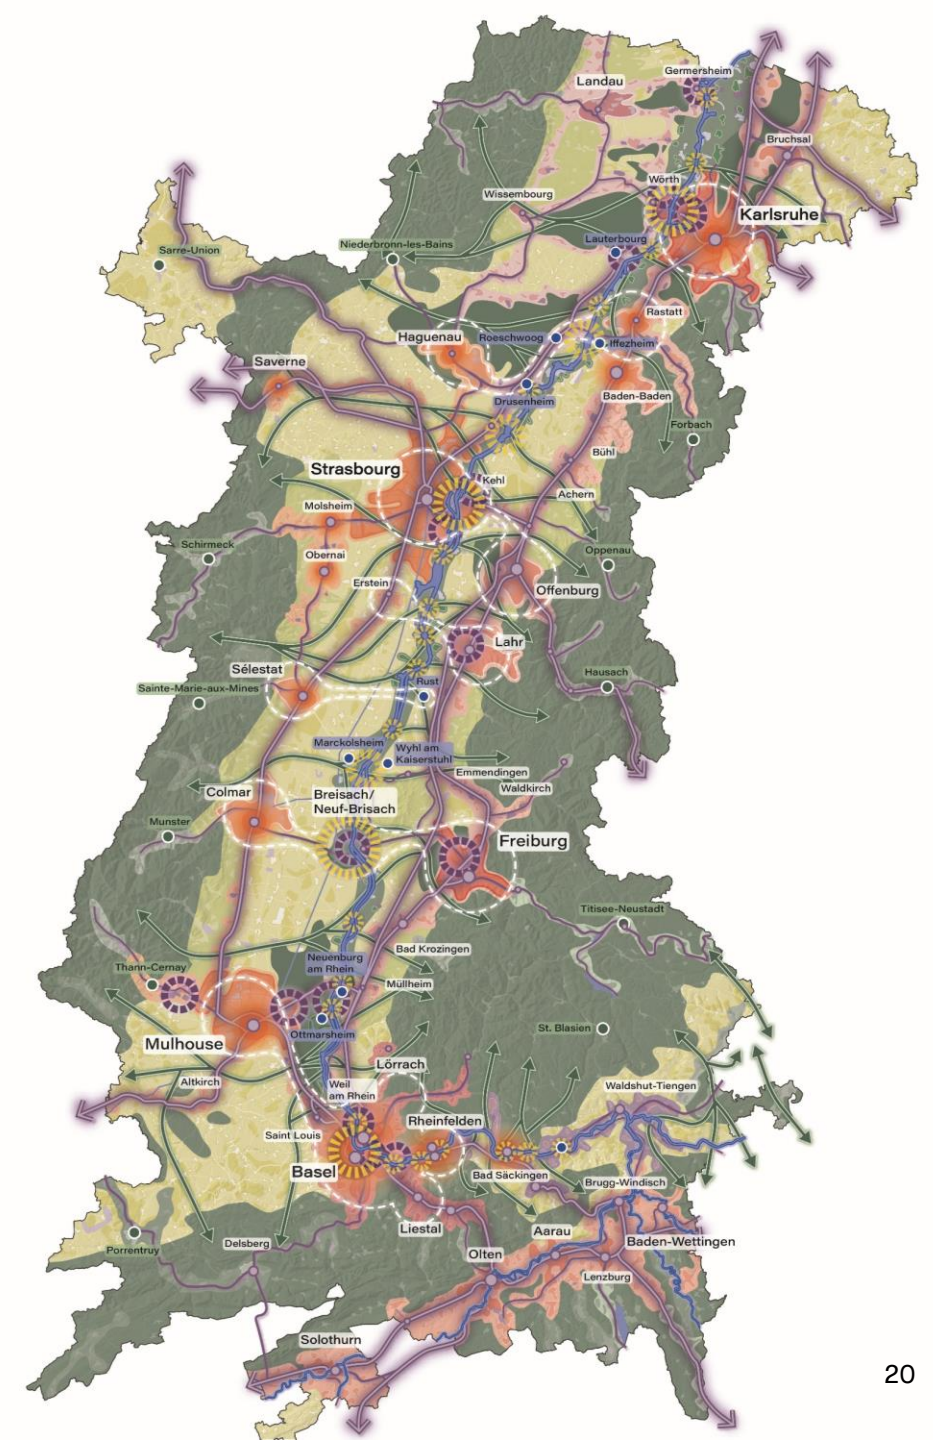 Landau
Germersheim
Bruchsal
Wörth
Wissembourg
Karlsruhe
Lauterbourg
Niederbronn-les-Bains
Sarre-Union
Rastatt
Haguenau
Roeschwoog
Iffezheim
Saverne
Baden-Baden
Drusenheim
Forbach
Bühl
Strasbourg
Kehl
Achern
Molsheim
Schirmeck
Oppenau
Obernai
Erstein
Offenburg
Lahr
Sélestat
Hausach
Rust
Sainte-Marie-aux-Mines
Marckolsheim
Wyhl am
Kaiserstuhl
Emmendingen
Waldkirch
Colmar
Breisach/
Neuf-Brisach
Munster
Freiburg
Titisee-Neustadt
Bad Krozingen
Neuenburg
am Rhein
Thann-Cernay
Müllheim
St. Blasien
Ottmarsheim
Mulhouse
Lörrach
Altkirch
Weil
am Rhein
Waldshut-Tiengen
Rheinfelden
Saint Louis
Basel
Bad Säckingen
Brugg-Windisch
Liestal
Aarau
Baden-Wettingen
Porrentruy
Delsberg
Olten
Lenzburg
Solothurn
20